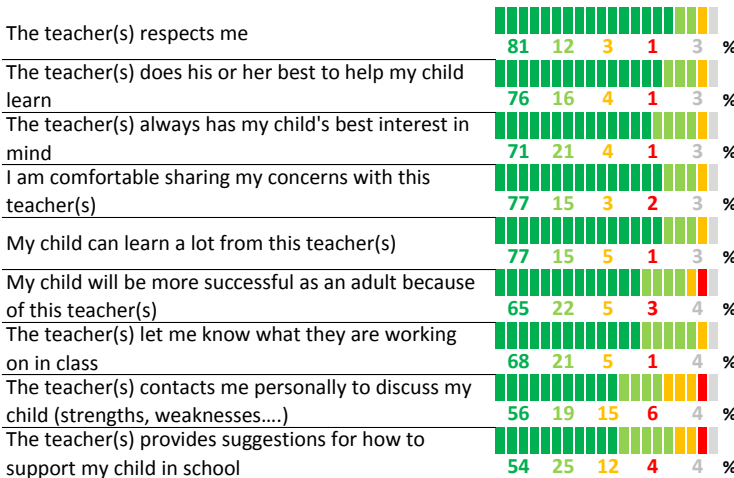 The teacher(s) respects me
81 12 3 1 3 %
The teacher(s) does his or her best to help my child
learn
76 16 4 1 3 %
The teacher(s) always has my child's best interest in
mind
71 21 4 1 3 %
I am comfortable sharing my concerns with this
teacher(s)
77 15 3 2 3 %
My child can learn a lot from this teacher(s)
77 15 5 1 3 %
My child will be more successful as an adult because
of this teacher(s)
65 22 5 3 4 %
The teacher(s) let me know what they are working
on in class
68 21 5 1 4 %
The teacher(s) contacts me personally to discuss my
child (strengths, weaknesses....)
56 19 15 6 4 %
The teacher(s) provides suggestions for how to
support my child in school
54 25 12 4 4 %